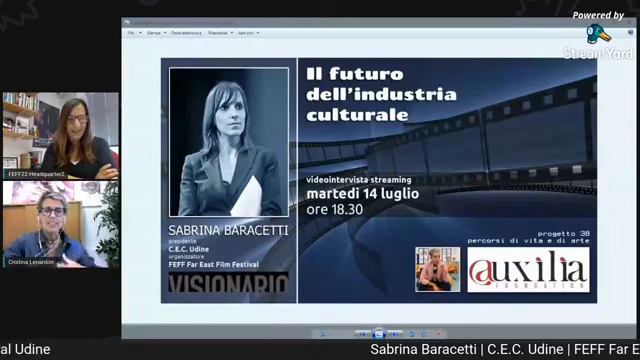 Powered by
StreamYard
Il futuro
dell'industria
culturale
videointervista streaming
martedì 14 luglio
ore 18.30
SABRINA BARACETTI
presidente
C.E.C. Udine
organizzatore
FEFF Far East Film Festival
VISIONARIO
progetto 38
percorsi di vita e di arte
auxilia
FOUNDATION
FEFF22 Headquarter2
Cristina Lenardon
al Udine
Sabrina Baracetti | C.E.C. Udine | FEFF Far E